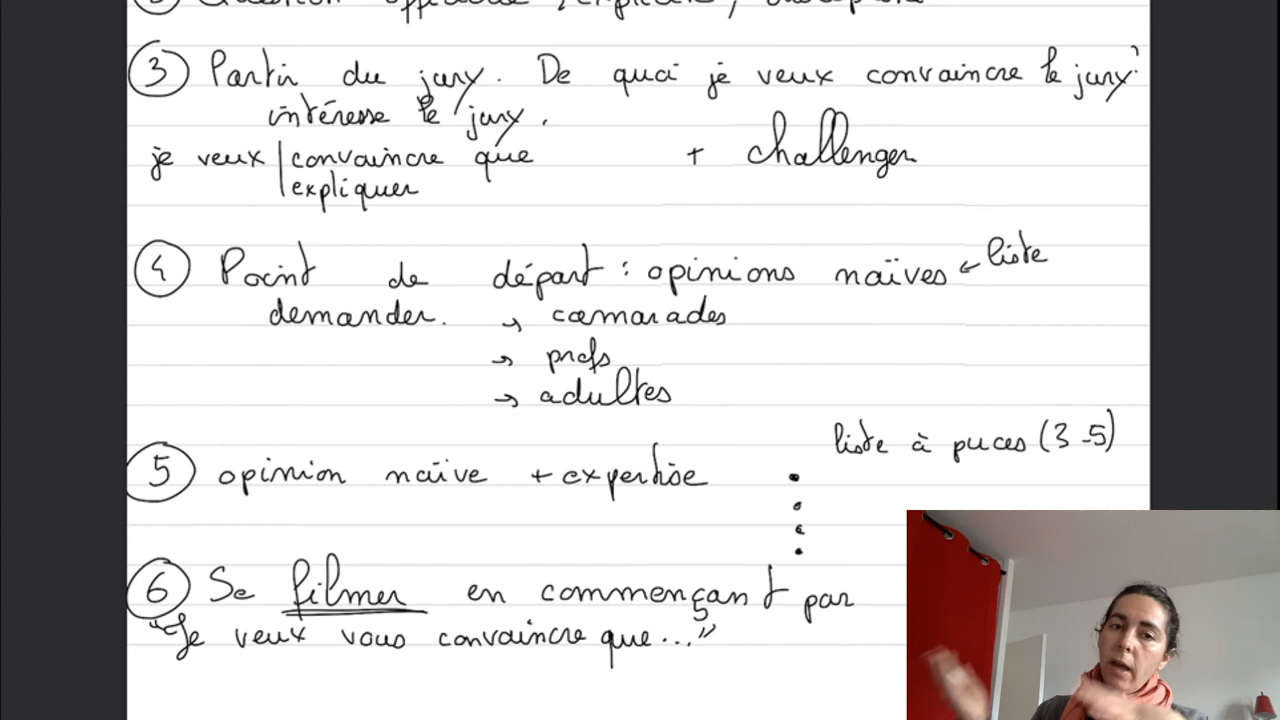 ③ Partir du jury. De quoi je veux convaincre le jury?
intéresse le jury.
je veux convaincre que + challenger
expliquer
④ Point de départ : opinions naïves ← liste
demander. → camarades
→ profs
→ adultes
liste à puces (3-5)
⑤ opinion naïve + expertise
⑥ Se filmer en commençant par
"Je veux vous convaincre que..."